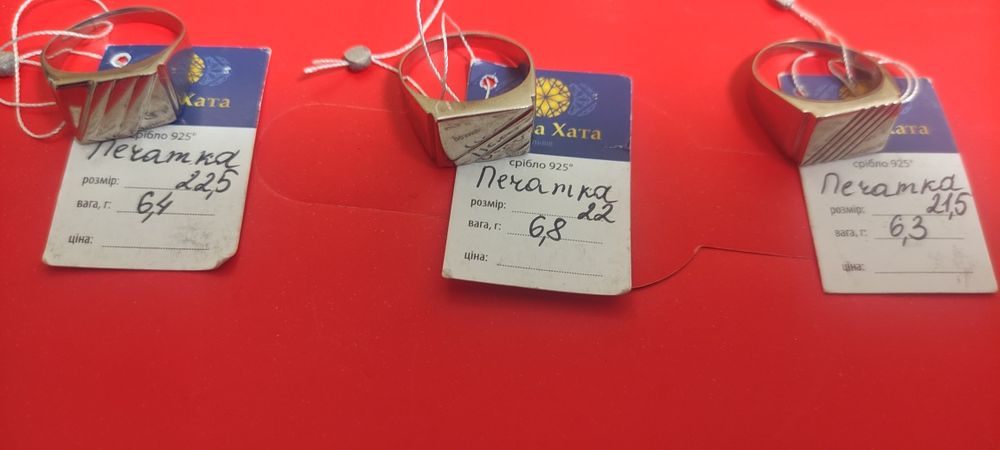 Хата
срібло 925°
Печатка
розмір: 22,5
вага, г: 6,4
ціна:
Хата
срібло 925°
Печатка
розмір: 22
вага, г: 6,8
ціна:
Хата
срібло 925°
Печатка
розмір: 21,5
вага, г: 6,3
ціна: